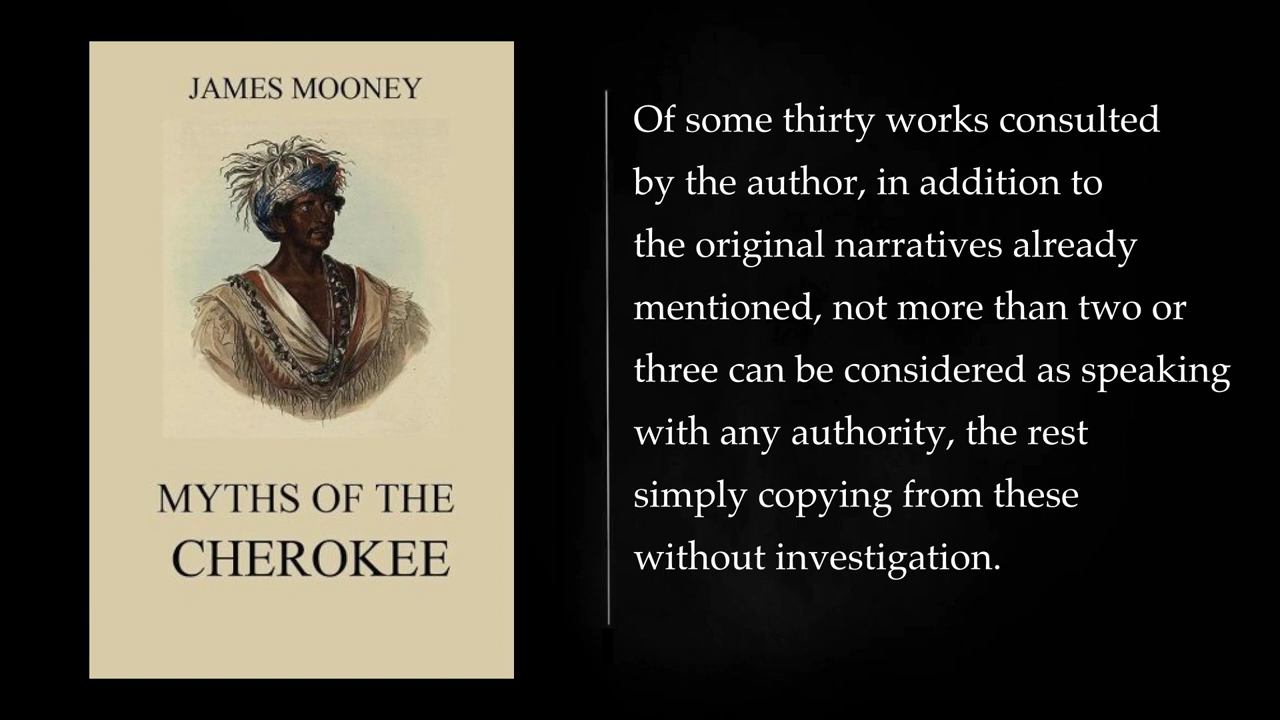 JAMES MOONEY
MYTHS OF THE
CHEROKEE
Of some thirty works consulted
by the author, in addition to
the original narratives already
mentioned, not more than two or
three can be considered as speaking
with any authority, the rest
simply copying from these
without investigation.